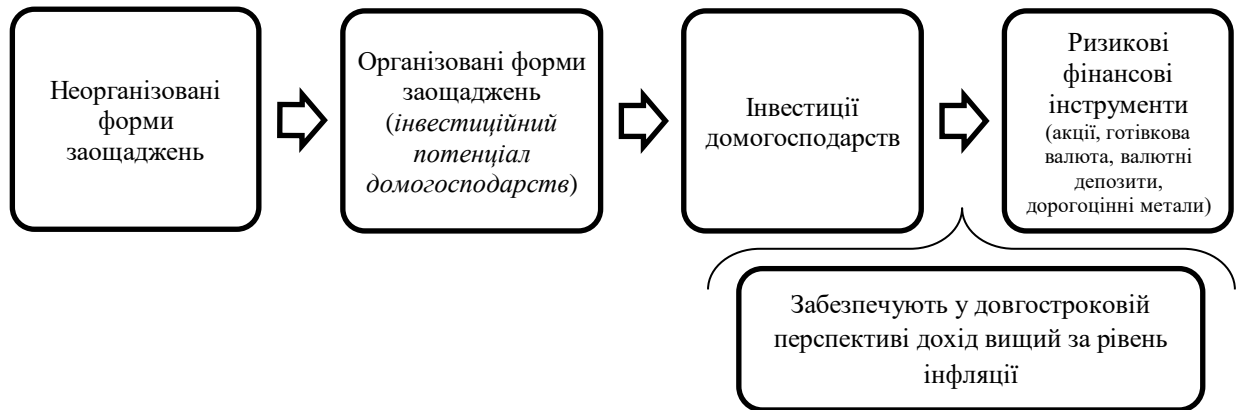 Неорганізовані
форми
заощаджень
Організовані форми
заощаджень
(інвестиційний
потенціал
домогосподарств)
Інвестиції
домогосподарств
Ризикові
фінансові
інструменти
(акції, готівкова
валюта, валютні
депозити,
дорогоцінні метали)
Забезпечують у довгостроковій
перспективі дохід вищий за рівень
інфляції